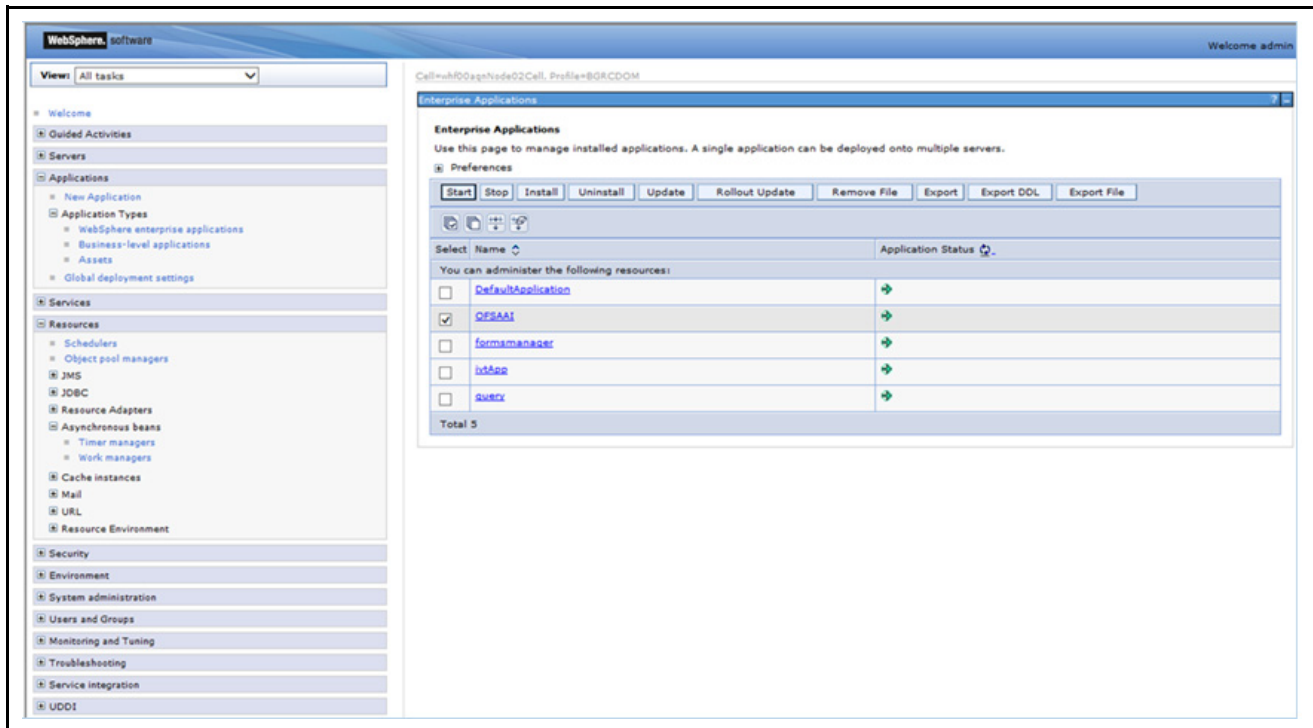 WebSphere. software
Welcome admin
View: All tasks
Cell=whf00aqnNode02Cell, Profile=BGRCDOM
Welcome
Guided Activities
Servers
Applications
New Application
Application Types
WebSphere enterprise applications
Business-level applications
Assets
Global deployment settings
Services
Resources
Schedulers
Object pool managers
JMS
JDBC
Resource Adapters
Asynchronous beans
Timer managers
Work managers
Cache instances
Mail
URL
Resource Environment
Security
Environment
System administration
Users and Groups
Monitoring and Tuning
Troubleshooting
Service integration
UDDI
Enterprise Applications ? -
Enterprise Applications
Use this page to manage installed applications. A single application can be deployed onto multiple servers.
Preferences
Start Stop Install Uninstall Update Rollout Update Remove File Export Export DDL Export File
Select Name Application Status
You can administer the following resources:
DefaultApplication
OFSAAI
formsmanager
ivtApp
query
Total 5